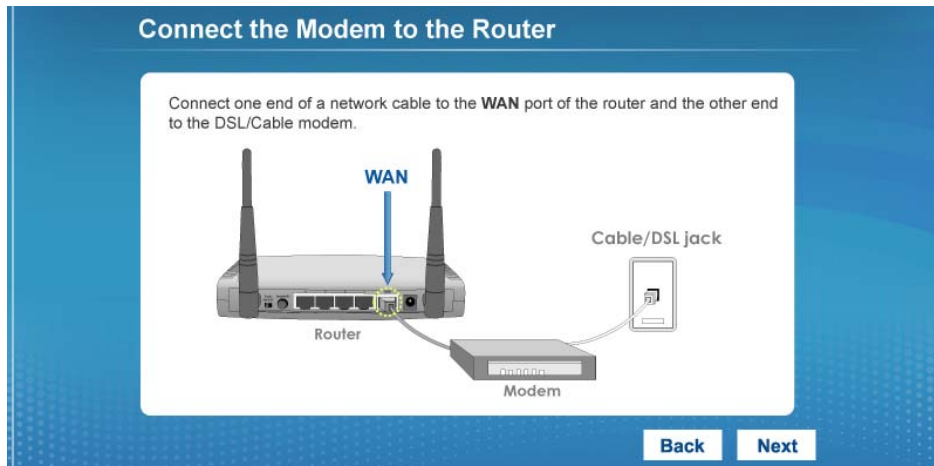 Connect the Modem to the Router
Connect one end of a network cable to the WAN port of the router and the other end
to the DSL/Cable modem.
WAN
Cable/DSL jack
Router
Modem
Back
Next